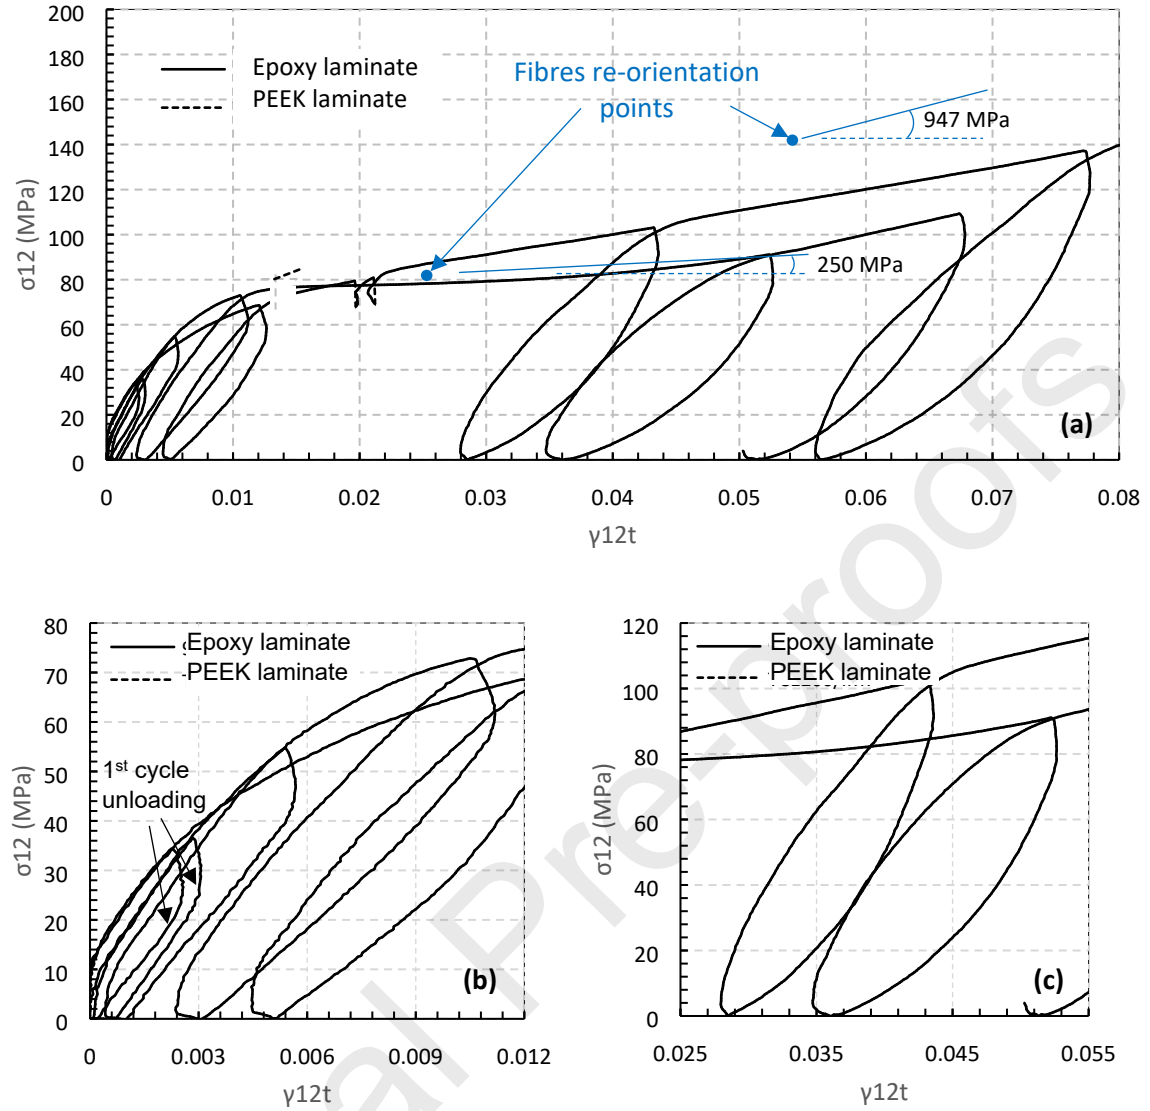 200
180
160
140
120
100
80
60
40
20
0
σ12 (MPa)
Epoxy laminate
PEEK laminate
Fibres re-orientation
points
947 MPa
250 MPa
(a)
0
0.01
0.02
0.03
0.04
0.05
0.06
0.07
0.08
γ12t
80
70
60
50
40
30
20
10
0
σ12 (MPa)
Epoxy laminate
PEEK laminate
1st cycle
unloading
(b)
0
0.003
0.006
0.009
0.012
γ12t
120
100
80
60
40
20
0
σ12 (MPa)
Epoxy laminate
PEEK laminate
(c)
0.025
0.035
0.045
0.055
γ12t
al Pre-proofs